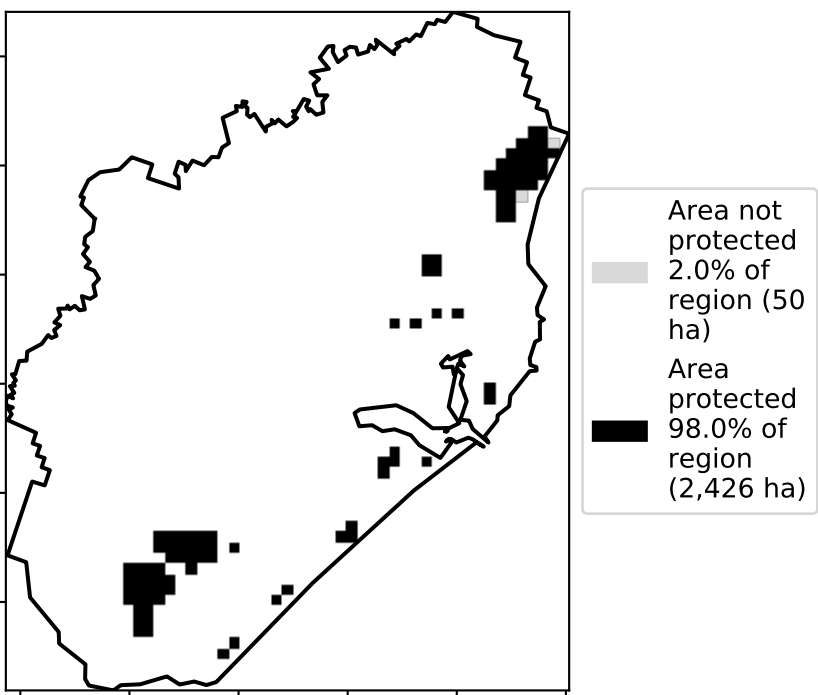 Area not
protected
2.0% of
region (50
ha)
Area
protected
98.0% of
region
(2,426 ha)